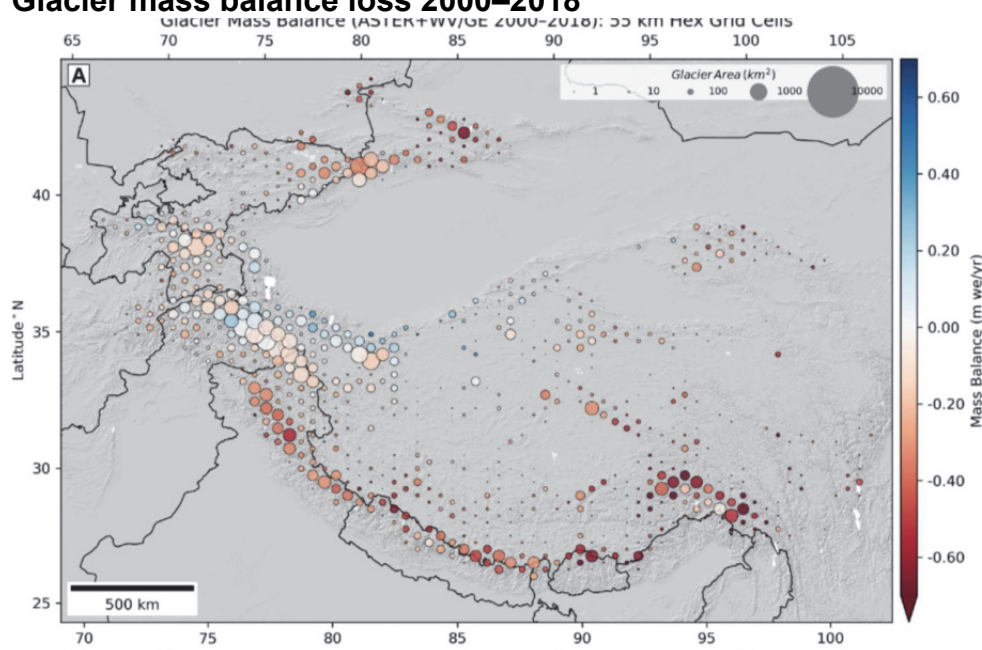 Glacier mass balance loss 2000–2018
Glacier Mass Balance (ASTER+WV/GE 2000–2018): 55 km Hex Grid Cells
65 70 75 80 85 90 95 100 105
A
Glacier Area (km²)
1 10 100 1000 10000
40
35
30
25
Latitude °N
500 km
70 75 80 85 90 95 100
0.60
0.40
0.20
0.00
-0.20
-0.40
-0.60
Mass Balance (m we/yr)